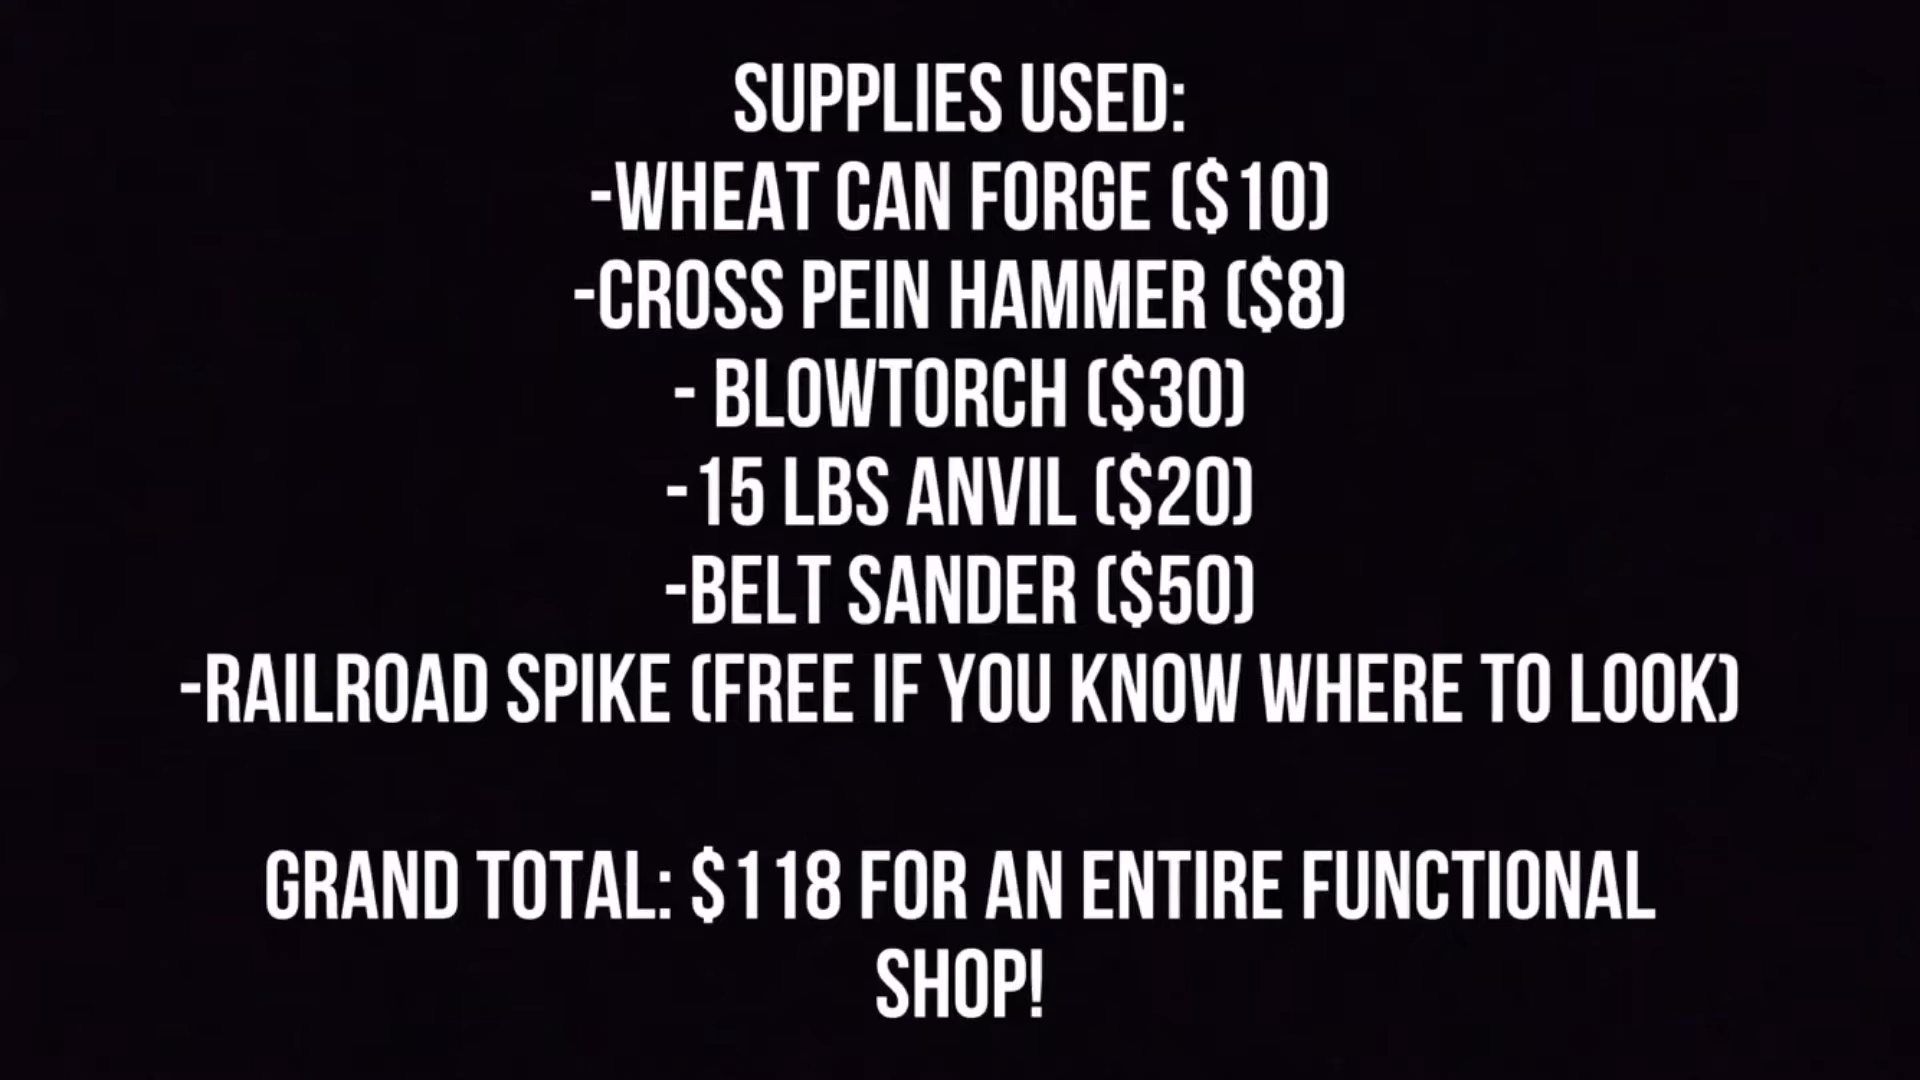 SUPPLIES USED:
-WHEAT CAN FORGE ($10)
-CROSS PEIN HAMMER ($8)
- BLOWTORCH ($30)
-15 LBS ANVIL ($20)
-BELT SANDER ($50)
-RAILROAD SPIKE (FREE IF YOU KNOW WHERE TO LOOK)
GRAND TOTAL: $118 FOR AN ENTIRE FUNCTIONAL
SHOP!